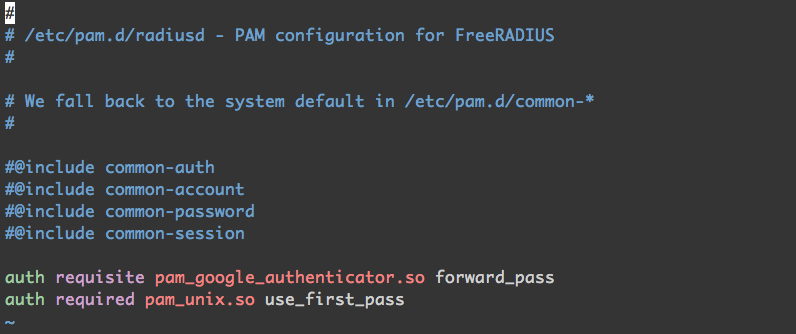 #
# /etc/pam.d/radiusd - PAM configuration for FreeRADIUS
#
# We fall back to the system default in /etc/pam.d/common-*
#
#@include common-auth
#@include common-account
#@include common-password
#@include common-session
auth requisite pam_google_authenticator.so forward_pass
auth required pam_unix.so use_first_pass
~